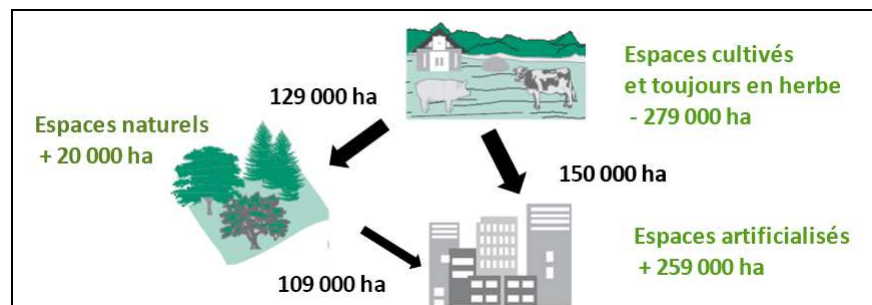 Espaces cultivés
et toujours en herbe
- 279 000 ha
129 000 ha
Espaces naturels
+ 20 000 ha
150 000 ha
Espaces artificialisés
+ 259 000 ha
109 000 ha